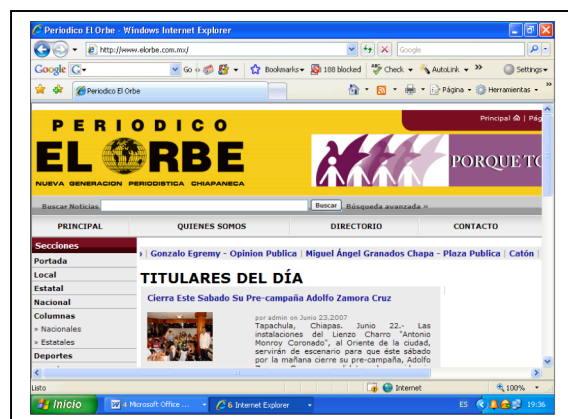 Periodico El Orbe - Windows Internet Explorer
http://www.elorbe.com.mx/
Google
Google G Go Bookmarks 188 blocked Check AutoLink » Settings
Periodico El Orbe Página Herramientas »
Principal | Pág
PERIODICO
EL ORBE
NUEVA GENERACION PERIODISTICA CHIAPANECA
PORQUE TO
Buscar Noticias Buscar Búsqueda avanzada »
PRINCIPAL QUIENES SOMOS DIRECTORIO CONTACTO
Secciones
Portada
Local
Estatal
Nacional
Columnas
» Nacionales
» Estatales
Deportes
| Gonzalo Egremy - Opinion Publica | Miguel Ángel Granados Chapa - Plaza Publica | Catón |
TITULARES DEL DÍA
Cierra Este Sabado Su Pre-campaña Adolfo Zamora Cruz
por admin on Junio 23,2007
Tapachula, Chiapas. Junio 22.- Las
instalaciones del Lienzo Charro "Antonio
Monroy Coronado", al Oriente de la ciudad,
servirán de escenario para que éste sábado
por la mañana cierre su pre-campaña, Adolfo
Listo Internet 100%
Inicio 4 Microsoft Office ... 6 Internet Explorer ES 19:36